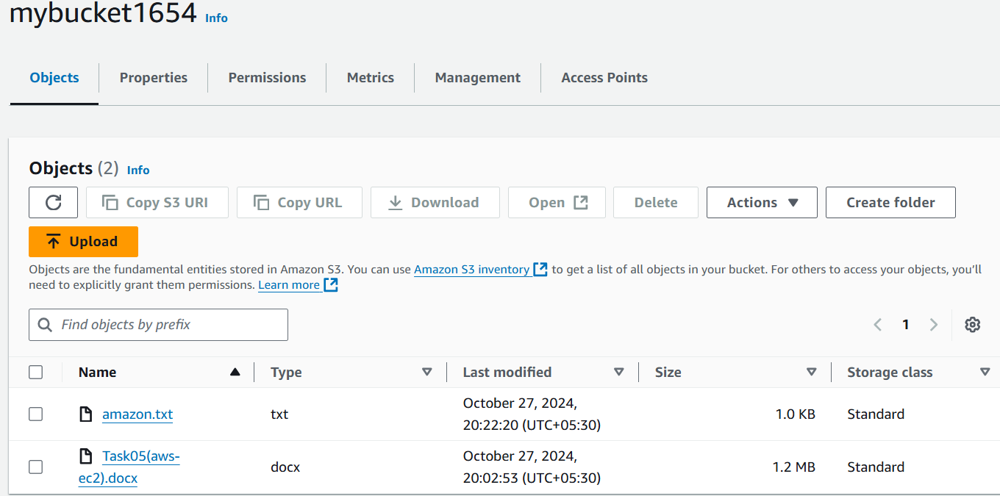 mybucket1654 Info
Objects Properties Permissions Metrics Management Access Points
Objects (2) Info
Copy S3 URI Copy URL Download Open Delete Actions Create folder
Upload
Objects are the fundamental entities stored in Amazon S3. You can use Amazon S3 inventory to get a list of all objects in your bucket. For others to access your objects, you’ll
need to explicitly grant them permissions. Learn more
Find objects by prefix 1
Name Type Last modified Size Storage class
amazon.txt txt October 27, 2024, 1.0 KB Standard
20:22:20 (UTC+05:30)
Task05(aws- docx October 27, 2024, 1.2 MB Standard
ec2).docx 20:02:53 (UTC+05:30)